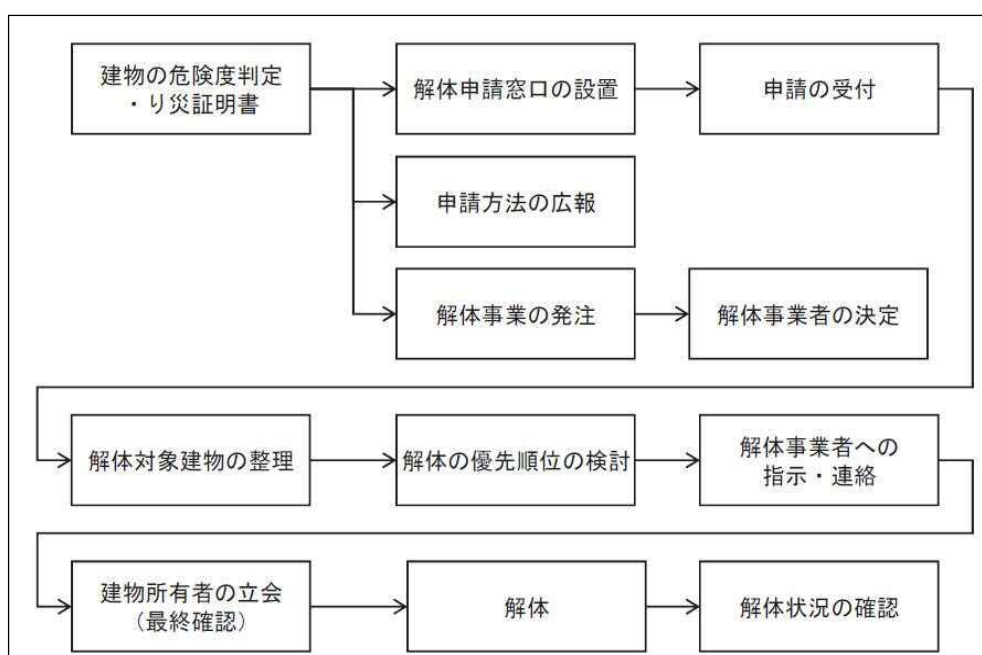 建物の危険度判定
・り災証明書
解体申請窓口の設置
申請の受付
申請方法の広報
解体事業の発注
解体事業者の決定
解体対象建物の整理
解体の優先順位の検討
解体事業者への
指示・連絡
建物所有者の立会
（最終確認）
解体
解体状況の確認